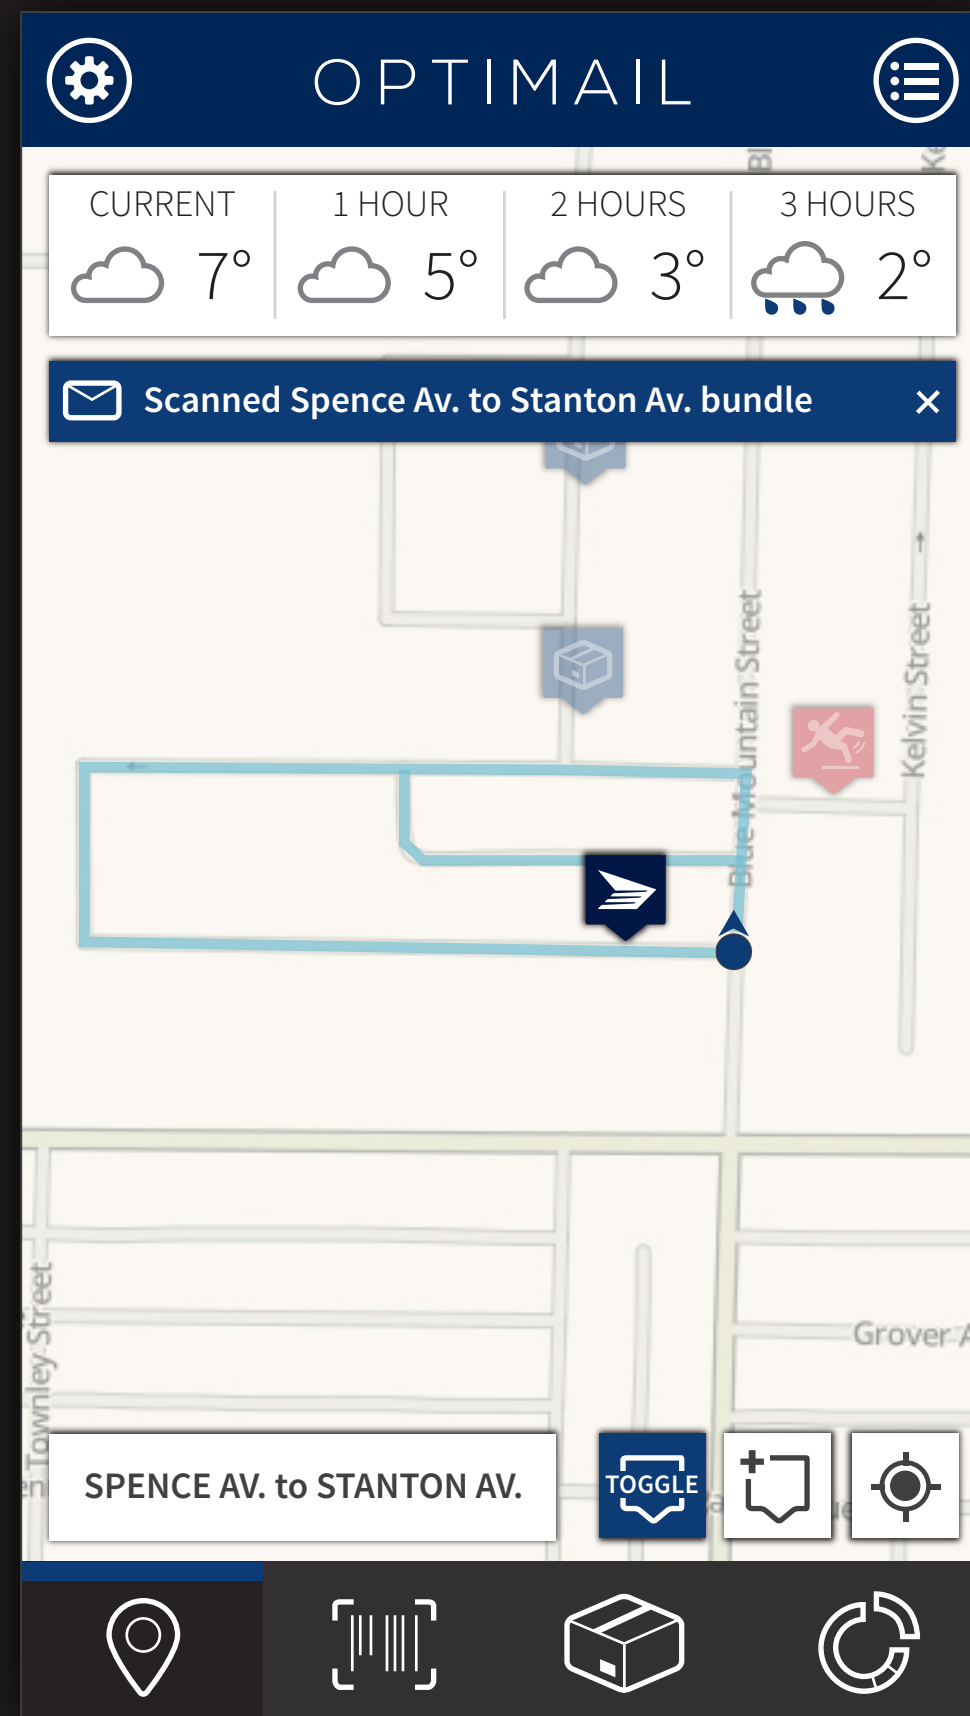 OPTIMAIL
CURRENT
1 HOUR
2 HOURS
3 HOURS
7°
5°
3°
2°
Scanned Spence Av. to Stanton Av. bundle
Blue Mountain Street
Kelvin Street
Townley Street
Grover A
SPENCE AV. to STANTON AV.
TOGGLE